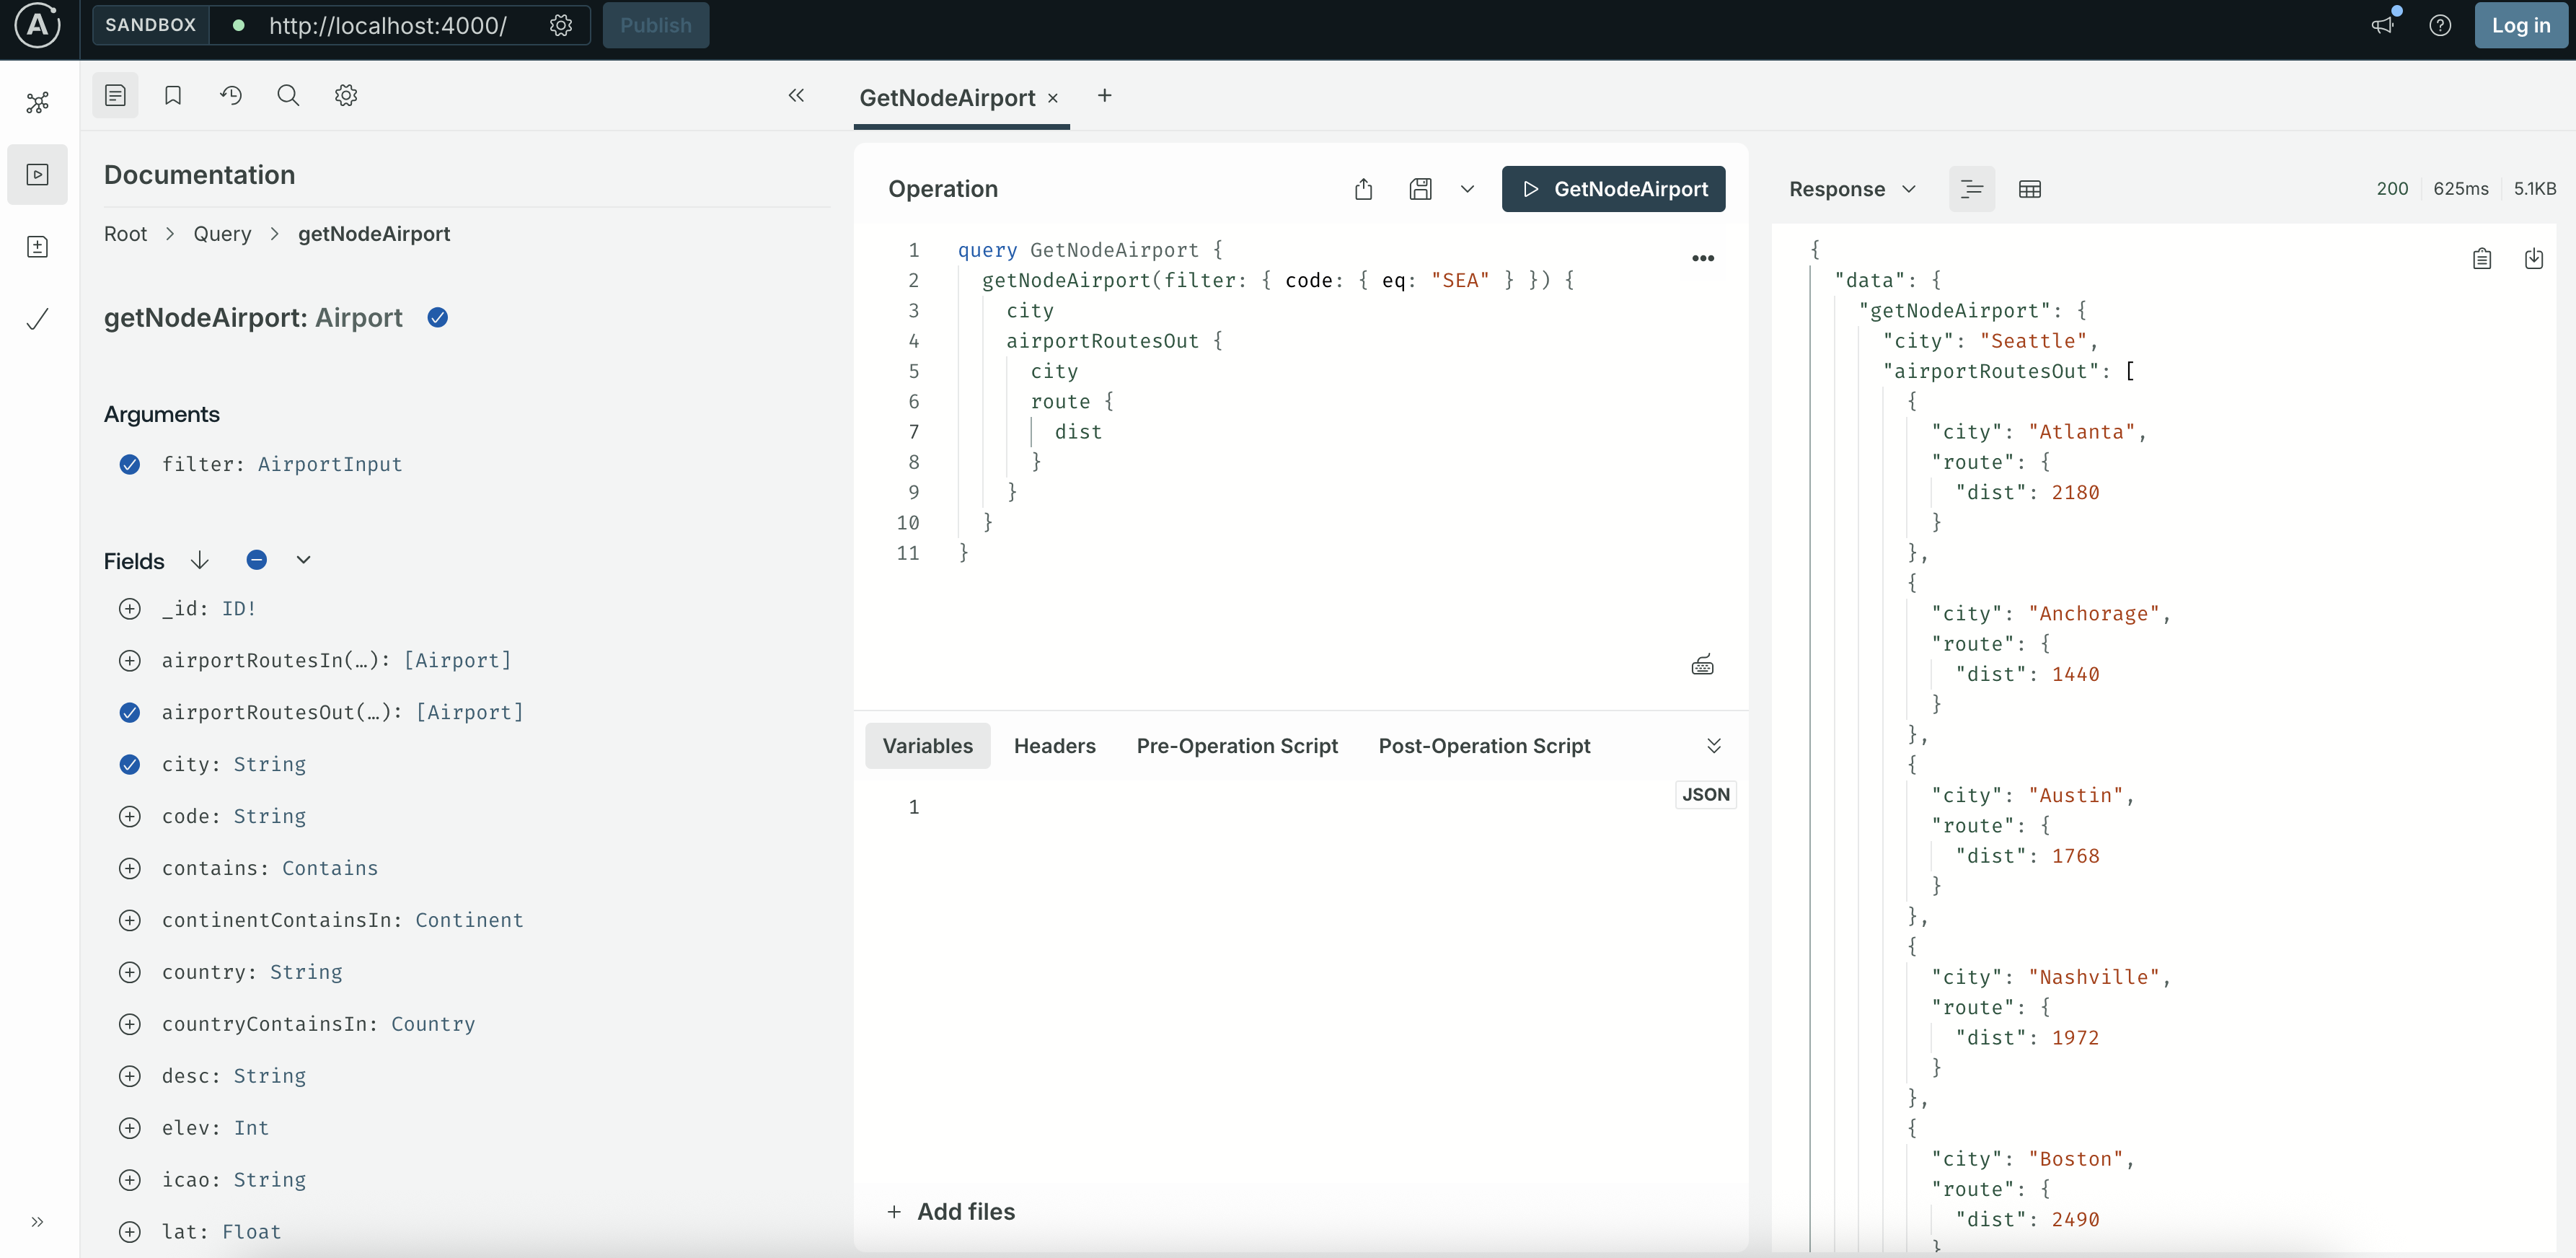 SANDBOX http://localhost:4000/ Publish Log in
GetNodeAirport × +
Documentation
Root > Query > getNodeAirport
getNodeAirport: Airport
Arguments
filter: AirportInput
Fields
_id: ID!
airportRoutesIn(…): [Airport]
airportRoutesOut(…): [Airport]
city: String
code: String
contains: Contains
continentContainsIn: Continent
country: String
countryContainsIn: Country
desc: String
elev: Int
icao: String
lat: Float
Operation GetNodeAirport
1 query GetNodeAirport {
2 getNodeAirport(filter: { code: { eq: "SEA" } }) {
3 city
4 airportRoutesOut {
5 city
6 route {
7 dist
8 }
9 }
10 }
11 }
Variables Headers Pre-Operation Script Post-Operation Script
JSON
1
+ Add files
Response 200 625ms 5.1KB
{
"data": {
"getNodeAirport": {
"city": "Seattle",
"airportRoutesOut": [
{
"city": "Atlanta",
"route": {
"dist": 2180
}
},
{
"city": "Anchorage",
"route": {
"dist": 1440
}
},
{
"city": "Austin",
"route": {
"dist": 1768
}
},
{
"city": "Nashville",
"route": {
"dist": 1972
}
},
{
"city": "Boston",
"route": {
"dist": 2490
}